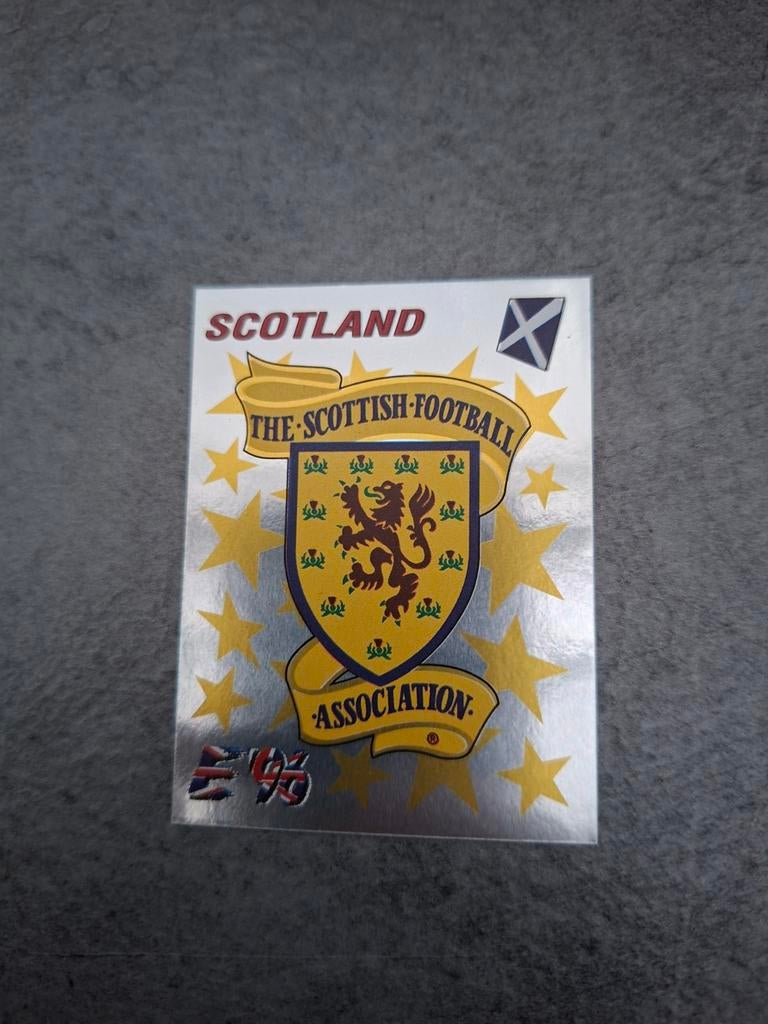 SCOTLAND
THE·SCOTTISH·FOOTBALL
·ASSOCIATION·
®
E'96